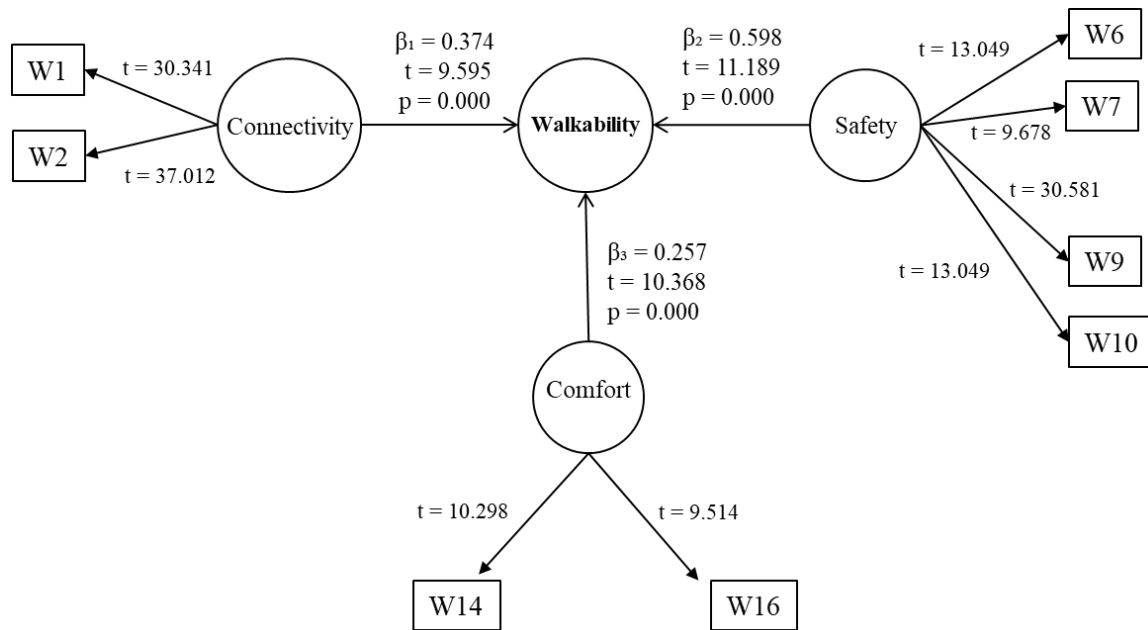 W1
t = 30.341
W2
t = 37.012
Connectivity
β₁ = 0.374
t = 9.595
p = 0.000
Walkability
β₂ = 0.598
t = 11.189
p = 0.000
Safety
t = 13.049
W6
W7
t = 9.678
t = 30.581
W9
t = 13.049
W10
β₃ = 0.257
t = 10.368
p = 0.000
Comfort
t = 10.298
t = 9.514
W14
W16